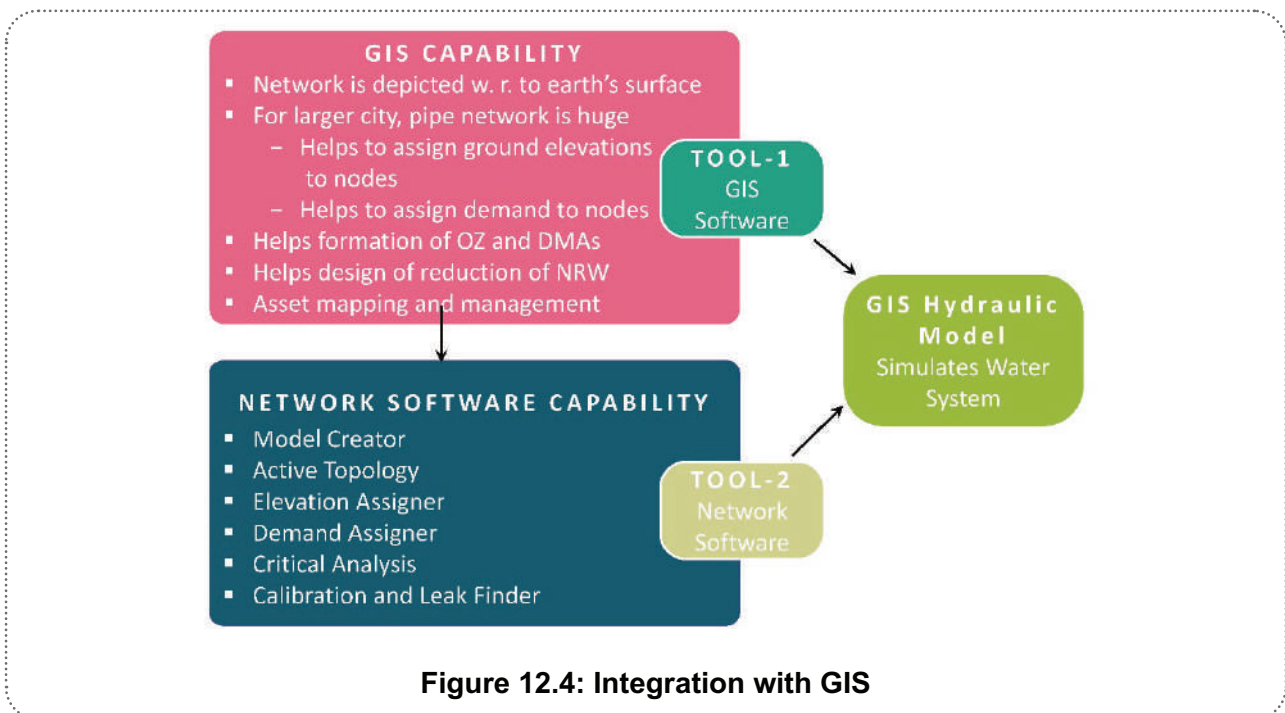 GIS CAPABILITY
▪ Network is depicted w. r. to earth's surface
▪ For larger city, pipe network is huge
– Helps to assign ground elevations
to nodes
– Helps to assign demand to nodes
▪ Helps formation of OZ and DMAs
▪ Helps design of reduction of NRW
▪ Asset mapping and management
TOOL-1
GIS
Software
GIS Hydraulic
Model
Simulates Water
System
NETWORK SOFTWARE CAPABILITY
▪ Model Creator
▪ Active Topology
▪ Elevation Assigner
▪ Demand Assigner
▪ Critical Analysis
▪ Calibration and Leak Finder
TOOL-2
Network
Software
Figure 12.4: Integration with GIS